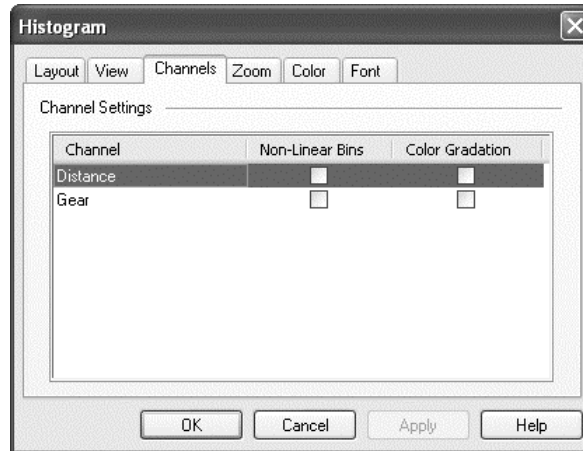 Histogram
Layout View Channels Zoom Color Font
Channel Settings
Channel Non-Linear Bins Color Gradation
Distance
Gear
OK Cancel Apply Help